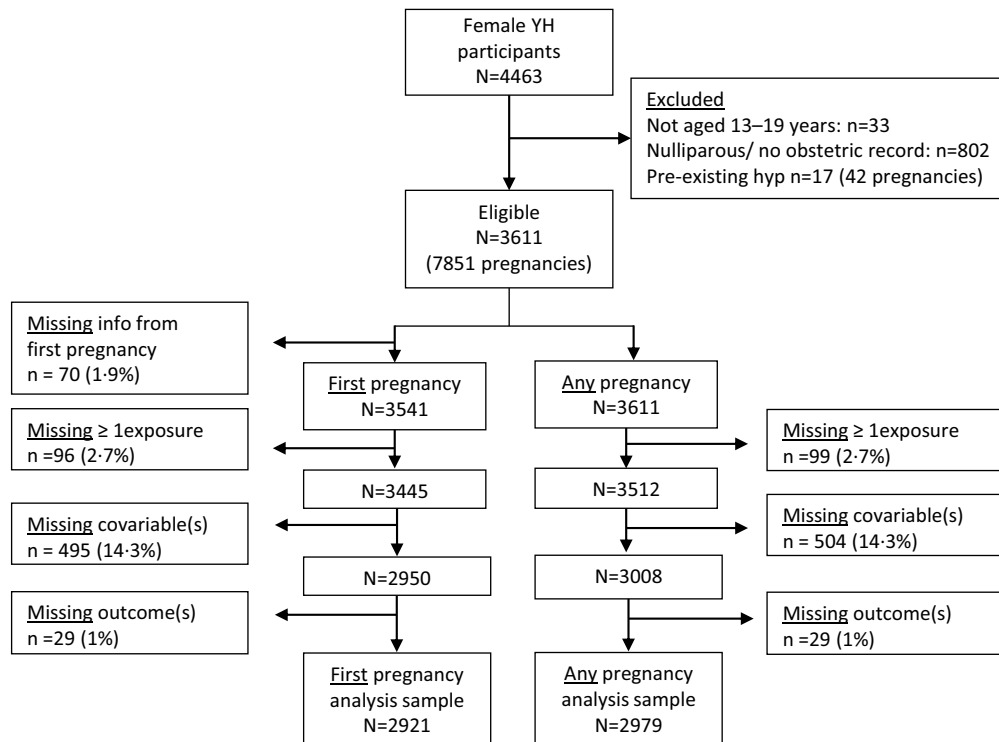 Female YH
participants
N=4463
Excluded
Not aged 13–19 years: n=33
Nulliparous/ no obstetric record: n=802
Pre-existing hyp n=17 (42 pregnancies)
Eligible
N=3611
(7851 pregnancies)
Missing info from
first pregnancy
n = 70 (1·9%)
First pregnancy
N=3541
Any pregnancy
N=3611
Missing ≥ 1exposure
n =96 (2·7%)
Missing ≥ 1exposure
n =99 (2·7%)
N=3445
N=3512
Missing covariable(s)
n = 495 (14·3%)
Missing covariable(s)
n = 504 (14·3%)
N=2950
N=3008
Missing outcome(s)
n =29 (1%)
Missing outcome(s)
n =29 (1%)
First pregnancy
analysis sample
N=2921
Any pregnancy
analysis sample
N=2979